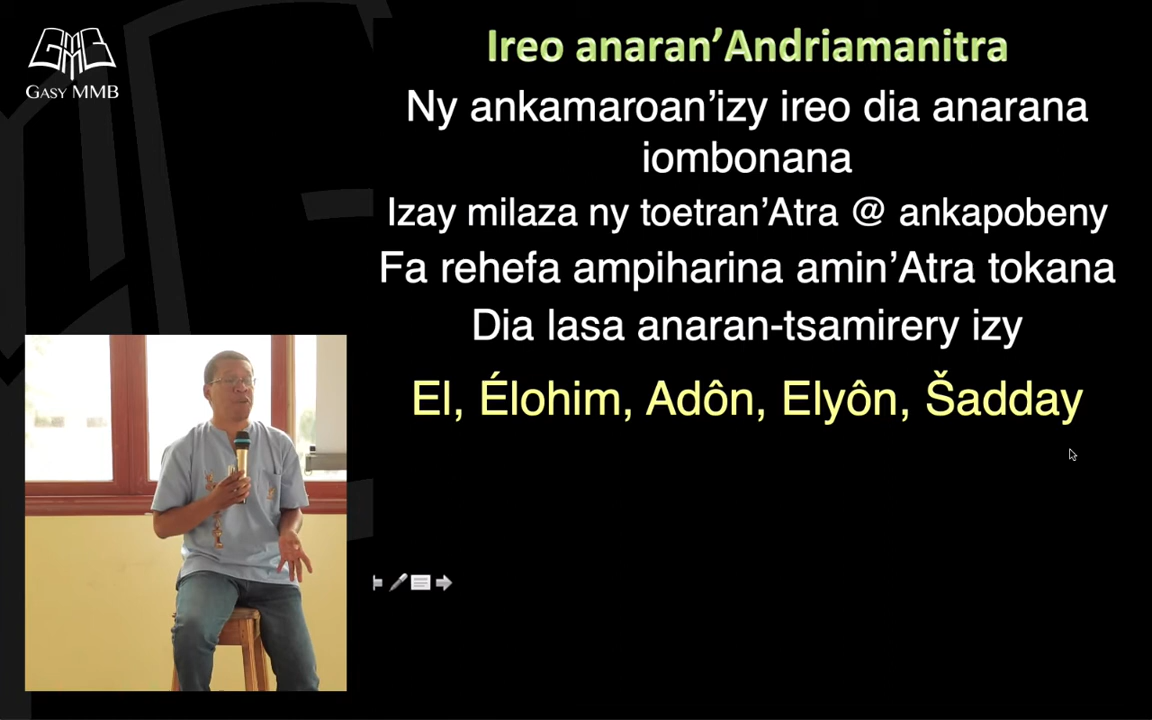 GASY MMB
Ireo anaran’Andriamanitra
Ny ankamaroan’izy ireo dia anarana
iombonana
Izay milaza ny toetran’Atra @ ankapobeny
Fa rehefa ampiharina amin’Atra tokana
Dia lasa anaran-tsamirery izy
El, Élohim, Adôn, Elyôn, Šadday